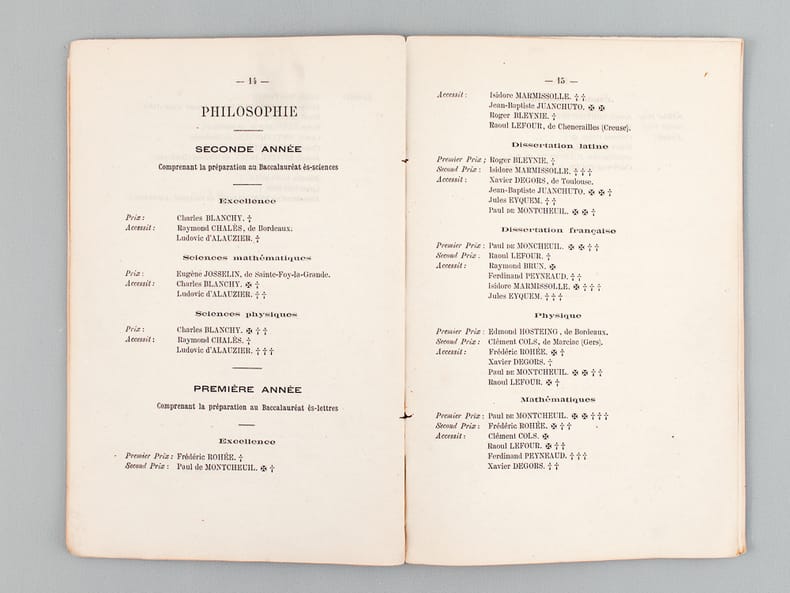 — 14 —
PHILOSOPHIE
SECONDE ANNÉE
Comprenant la préparation au Baccalauréat ès-sciences
Excellence
Prix : Charles BLANCHY. †
Accessit : Raymond CHALÈS, de Bordeaux.
Ludovic d'ALAUZIER. †
Sciences mathématiques
Prix : Eugène JOSSELIN, de Sainte-Foy-la-Grande.
Accessit : Charles BLANCHY. ✠ †
Ludovic d'ALAUZIER. † †
Sciences physiques
Prix : Charles BLANCHY. ✠ † †
Accessit : Raymond CHALÈS. †
Ludovic d'ALAUZIER. † † †
PREMIÈRE ANNÉE
Comprenant la préparation au Baccalauréat ès-lettres
Excellence
Premier Prix : Frédéric ROHÉE. †
Second Prix : Paul de MONTCHEUIL. ✠ †
— 15 —
Accessit : Isidore MARMISSOLLE. † †
Jean-Baptiste JUANCHUTO. ✠ ✠
Roger BLEYNIE. †
Raoul LEFOUR, de Chenerailles (Creuse).
Dissertation latine
Premier Prix ; Roger BLEYNIE. †
Second Prix : Isidore MARMISSOLLE. † † †
Accessit : Xavier DEGORS, de Toulouse.
Jean-Baptiste JUANCHUTO. ✠ ✠ †
Jules EYQUEM. † †
Paul DE MONTCHEUIL. ✠ ✠ †
Dissertation française
Premier Prix : Paul DE MONCHEUIL. ✠ ✠ † †
Second Prix . Raoul LEFOUR. †
Accessit : Raymond BRUN. ✠
Ferdinand PEYNEAUD. † †
Isidore MARMISSOLLE. ✠ † † †
Jules EYQUEM. † † †
Physique
Premier Prix : Edmond HOSTEING, de Bordeaux.
Second Prix : Clément COLS, de Marciac (Gers).
Accessit : Frédéric ROHÉE. ✠ †
Xavier DEGORS. †
Paul DE MONTCHEUIL. ✠ ✠ † †
Raoul LEFOUR. ✠ †
Mathématiques
Premier Prix : Paul DE MONTCHEUIL. ✠ ✠ † † †
Second Prix : Frédéric ROHÉE. ✠ † †
Accessit : Clément COLS. ✠
Raoul LEFOUR. ✠ † †
Ferdinand PEYNEAUD. † † †
Xavier DEGORS. † †